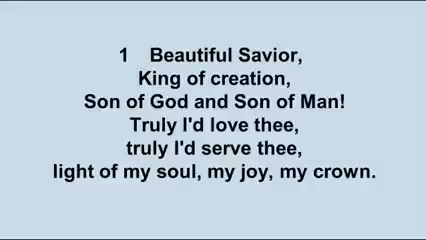 1 Beautiful Savior,
King of creation,
Son of God and Son of Man!
Truly I'd love thee,
truly I'd serve thee,
light of my soul, my joy, my crown.